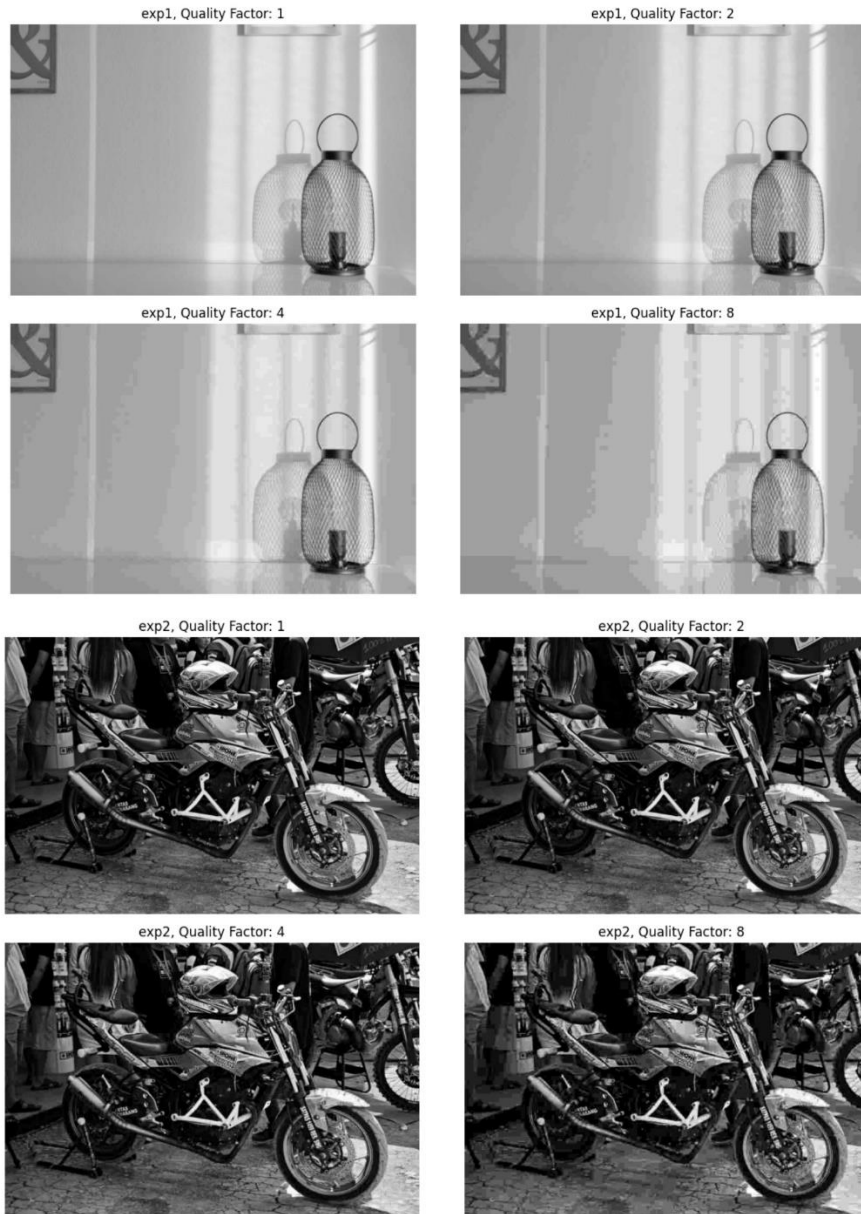 exp1, Quality Factor: 1
exp1, Quality Factor: 2
&
&
exp1, Quality Factor: 4
exp1, Quality Factor: 8
&
&
exp2, Quality Factor: 1
exp2, Quality Factor: 2
exp2, Quality Factor: 4
exp2, Quality Factor: 8